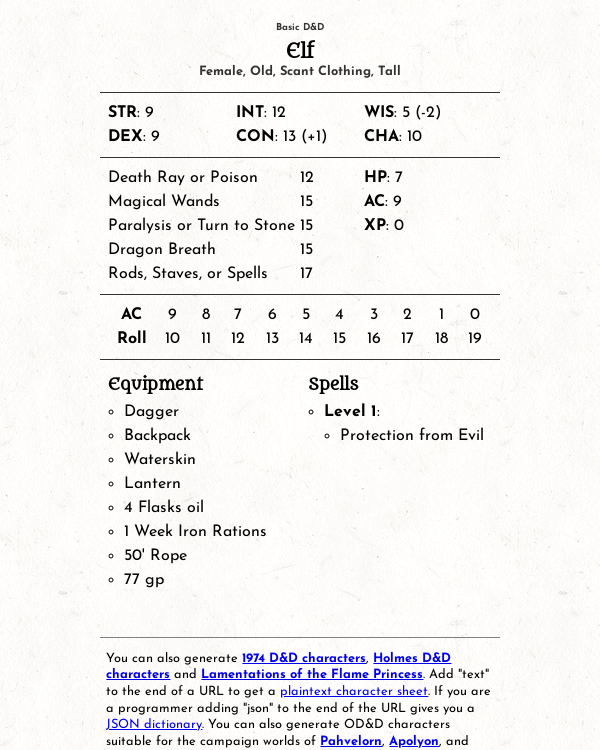 Basic D&D
Elf
Female, Old, Scant Clothing, Tall
STR: 9 INT: 12 WIS: 5 (-2)
DEX: 9 CON: 13 (+1) CHA: 10
Death Ray or Poison 12 HP: 7
Magical Wands 15 AC: 9
Paralysis or Turn to Stone 15 XP: 0
Dragon Breath 15
Rods, Staves, or Spells 17
AC 9 8 7 6 5 4 3 2 1 0
Roll 10 11 12 13 14 15 16 17 18 19
Equipment
Dagger
Backpack
Waterskin
Lantern
4 Flasks oil
1 Week Iron Rations
50' Rope
77 gp
Spells
Level 1:
Protection from Evil
You can also generate 1974 D&D characters, Holmes D&D
characters and Lamentations of the Flame Princess. Add "text"
to the end of a URL to get a plaintext character sheet. If you are
a programmer adding "json" to the end of the URL gives you a
JSON dictionary. You can also generate OD&D characters
suitable for the campaign worlds of Pahvelorn, Apolyon, and